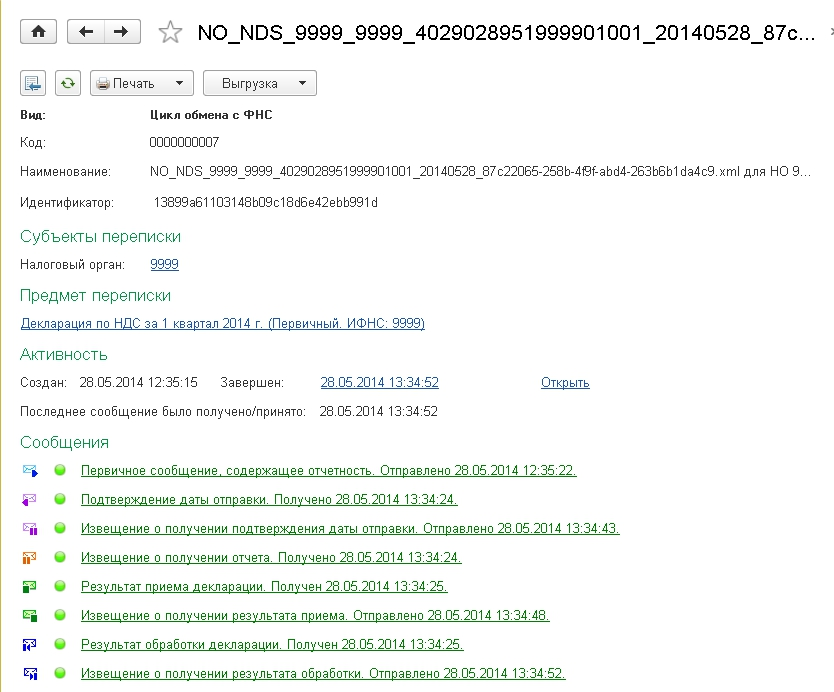 NO_NDS_9999_9999_4029028951999901001_20140528_87c...
Печать Выгрузка
Вид: Цикл обмена с ФНС
Код: 0000000007
Наименование: NO_NDS_9999_9999_4029028951999901001_20140528_87c22065-258b-4f9f-abd4-263b6b1da4c9.xml для НО 9...
Идентификатор: 13899a61103148b09c18d6e42ebb991d
Субъекты переписки
Налоговый орган: 9999
Предмет переписки
Декларация по НДС за 1 квартал 2014 г. (Первичный. ИФНС: 9999)
Активность
Создан: 28.05.2014 12:35:15 Завершен: 28.05.2014 13:34:52 Открыть
Последнее сообщение было получено/принято: 28.05.2014 13:34:52
Сообщения
Первичное сообщение, содержащее отчетность. Отправлено 28.05.2014 12:35:22.
Подтверждение даты отправки. Получено 28.05.2014 13:34:24.
Извещение о получении подтверждения даты отправки. Отправлено 28.05.2014 13:34:43.
Извещение о получении отчета. Получено 28.05.2014 13:34:24.
Результат приема декларации. Получен 28.05.2014 13:34:25.
Извещение о получении результата приема. Отправлено 28.05.2014 13:34:48.
Результат обработки декларации. Получен 28.05.2014 13:34:25.
Извещение о получении результата обработки. Отправлено 28.05.2014 13:34:52.